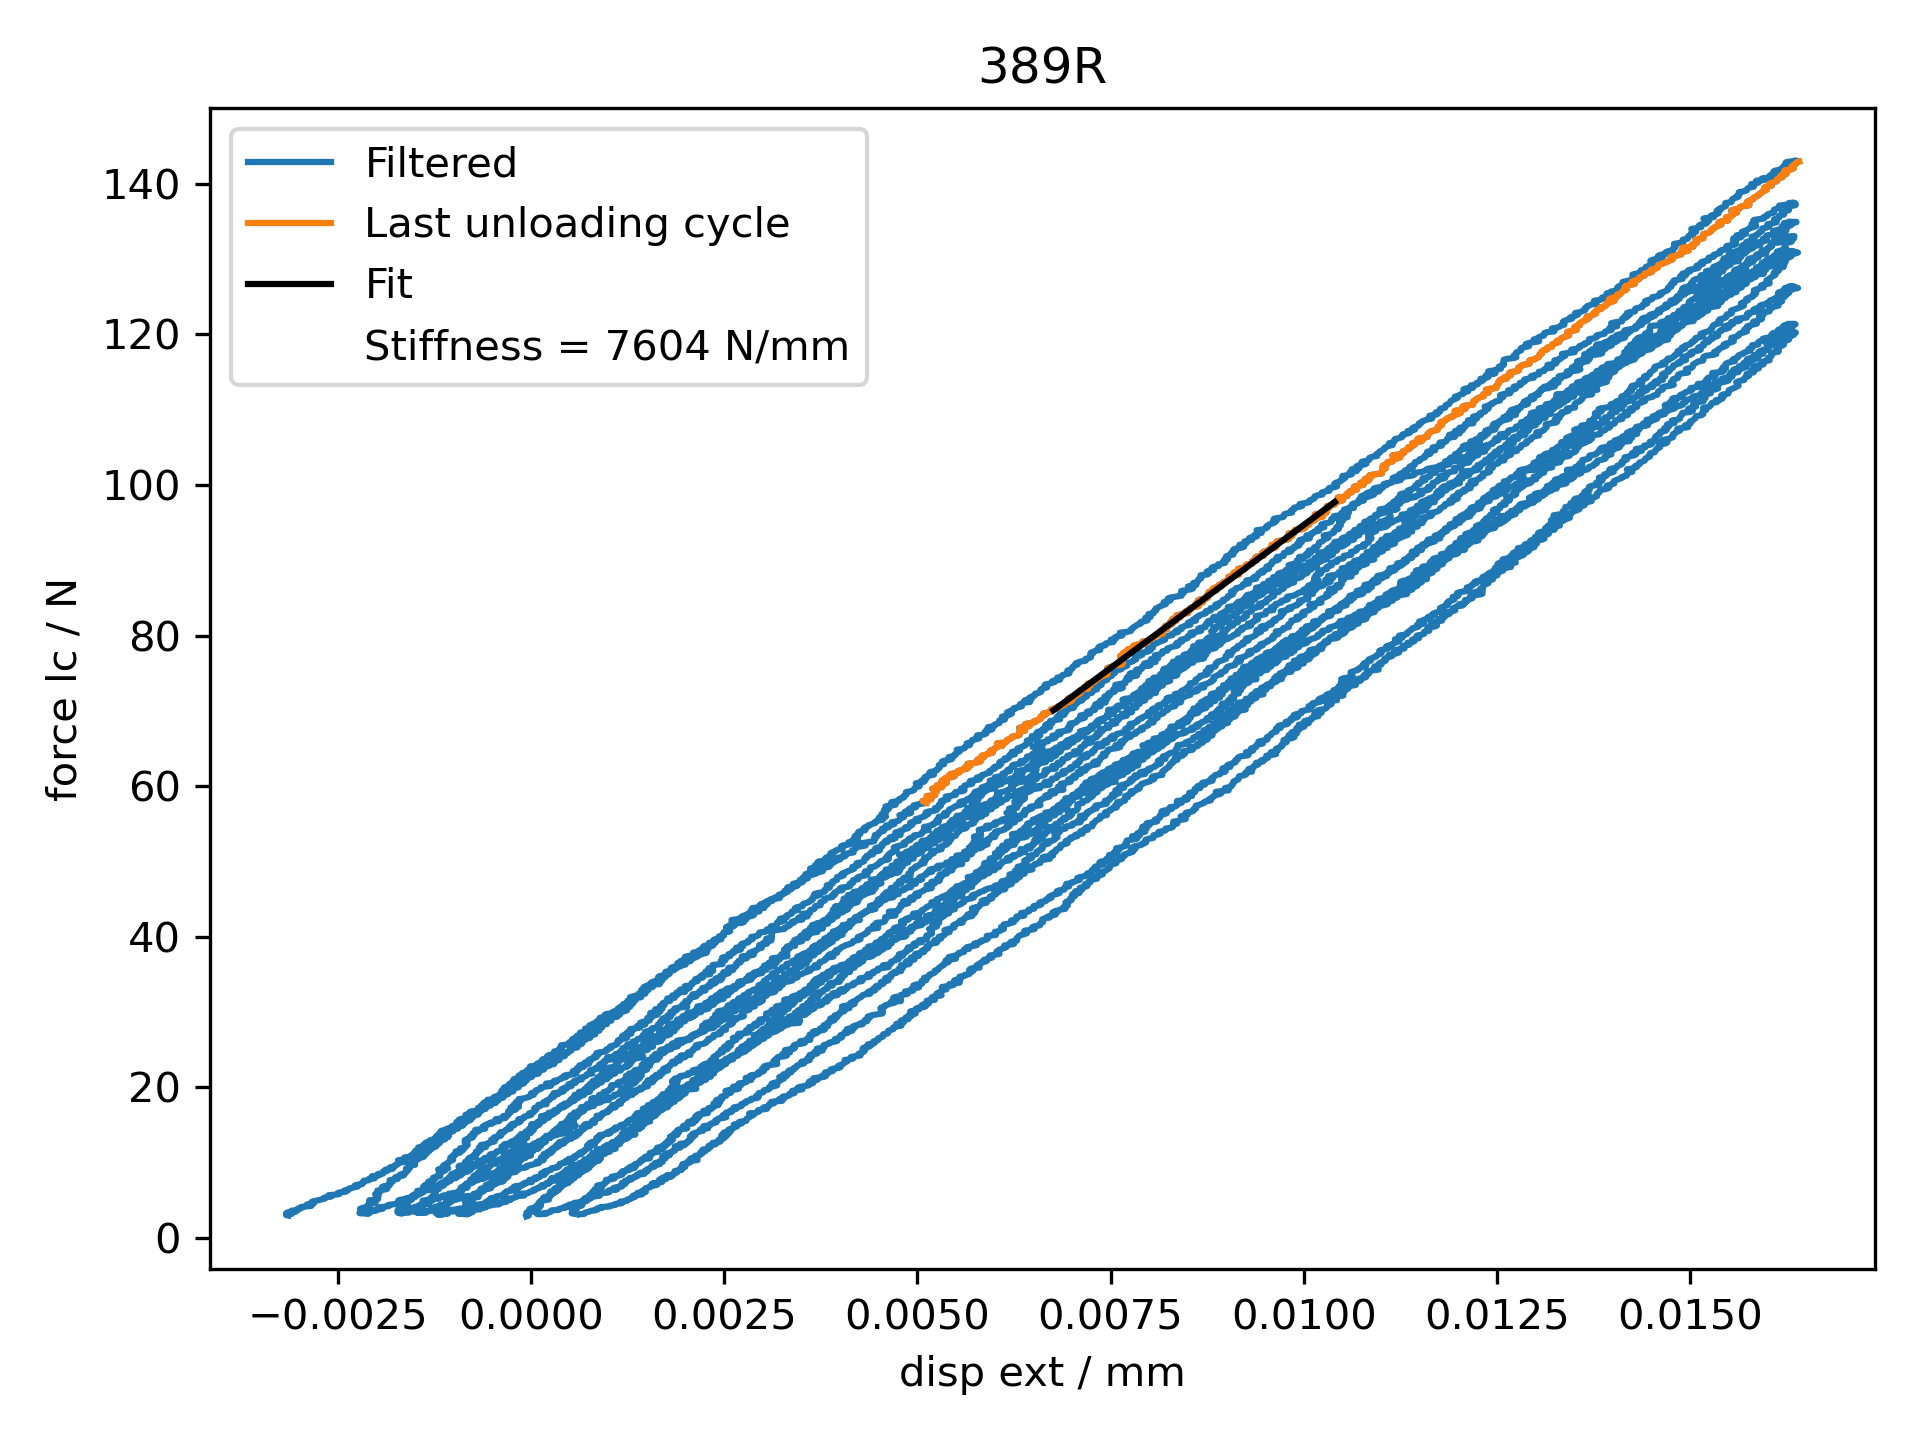 389R
Filtered
Last unloading cycle
Fit
Stiffness = 7604 N/mm
140
120
100
80
60
40
20
0
force lc / N
−0.0025 0.0000 0.0025 0.0050 0.0075 0.0100 0.0125 0.0150
disp ext / mm